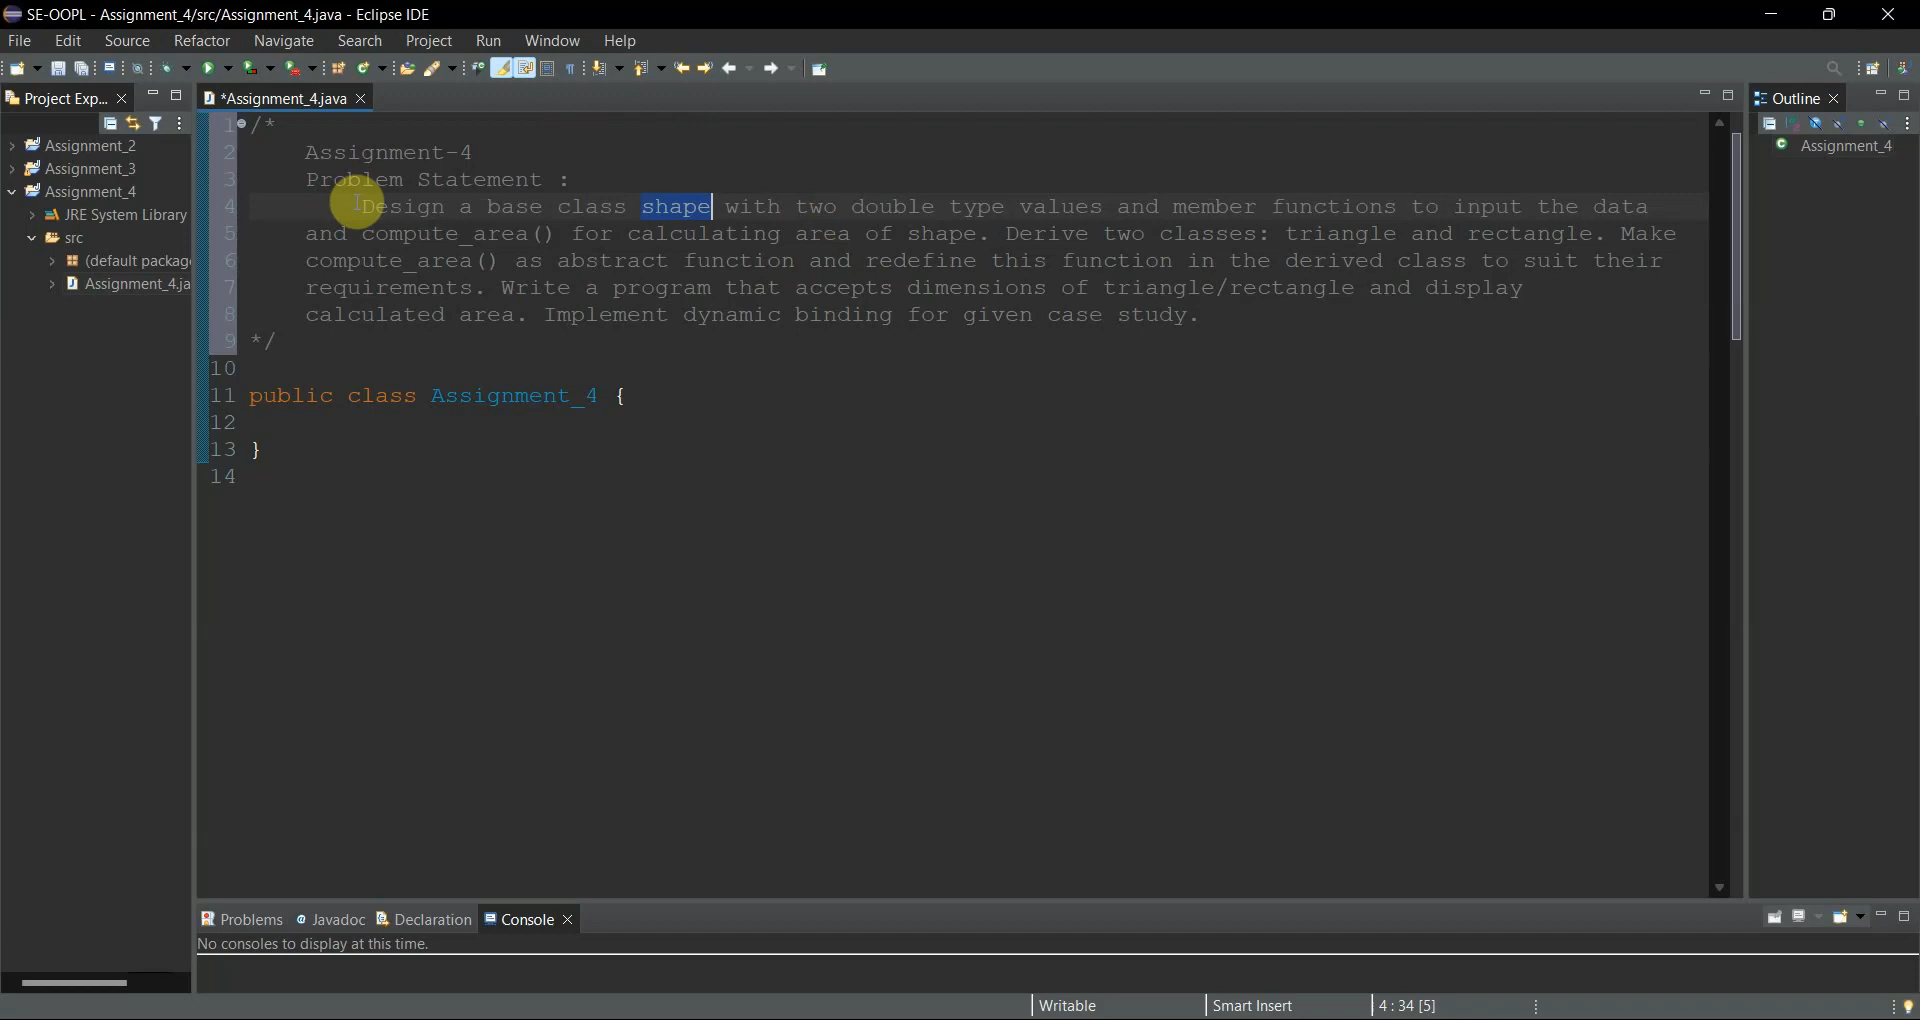 SE-OOPL - Assignment_4/src/Assignment_4.java - Eclipse IDE
File Edit Source Refactor Navigate Search Project Run Window Help
Project Exp...
*Assignment_4.java
Outline
Assignment_2
Assignment_3
Assignment_4
JRE System Library
src
(default package
Assignment_4.ja
Assignment_4
1 /*
2 Assignment-4
3 Problem Statement :
4 Design a base class shape with two double type values and member functions to input the data
5 and compute_area() for calculating area of shape. Derive two classes: triangle and rectangle. Make
6 compute_area() as abstract function and redefine this function in the derived class to suit their
7 requirements. Write a program that accepts dimensions of triangle/rectangle and display
8 calculated area. Implement dynamic binding for given case study.
9 */
10
11 public class Assignment_4 {
12
13 }
14
Problems @ Javadoc Declaration Console
No consoles to display at this time.
Writable Smart Insert 4 : 34 [5]